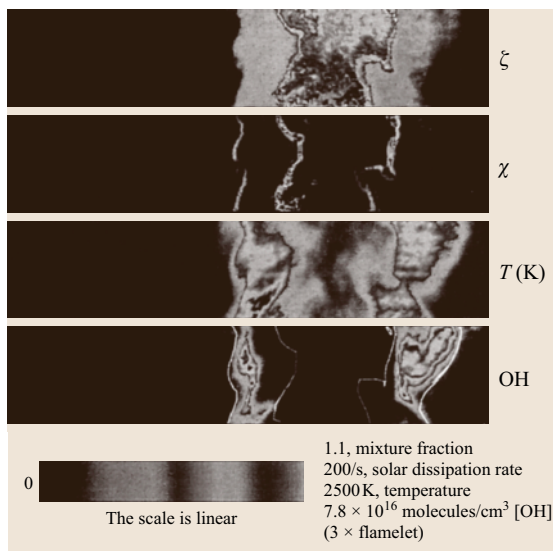 ζ
χ
T (K)
OH
1.1, mixture fraction
200/s, solar dissipation rate
2500 K, temperature
7.8 × 10¹⁶ molecules/cm³ [OH]
(3 × flamelet)
0
The scale is linear